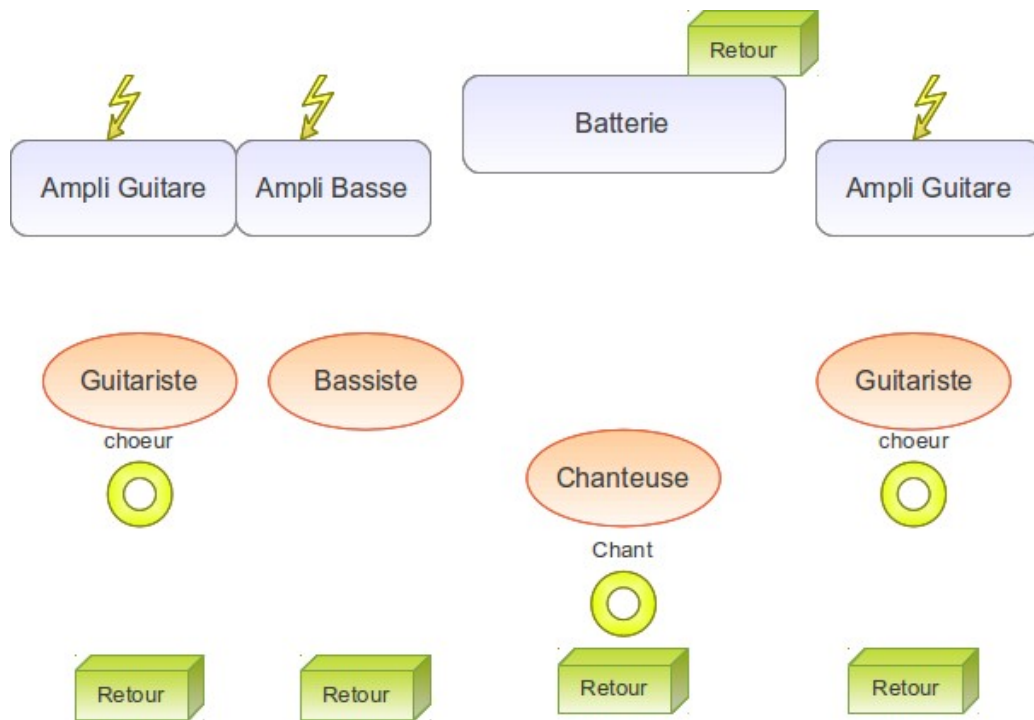 Retour
Batterie
Ampli Guitare
Ampli Basse
Ampli Guitare
Guitariste
Bassiste
Guitariste
choeur
choeur
Chanteuse
Chant
Retour
Retour
Retour
Retour